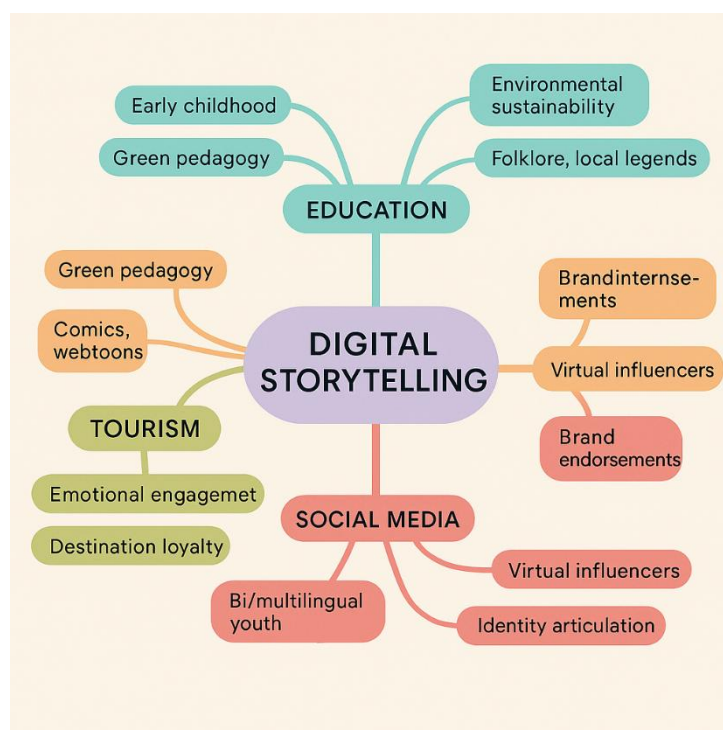 Early childhood
Environmental
sustainability
Green pedagogy
Folklore, local legends
EDUCATION
Green pedagogy
Comics,
webtoons
Brandinternse-
ments
DIGITAL
STORYTELLING
Virtual influencers
TOURISM
Brand
endorsements
Emotional engagemet
Destination loyalty
SOCIAL MEDIA
Virtual influencers
Bi/multilingual
youth
Identity articulation